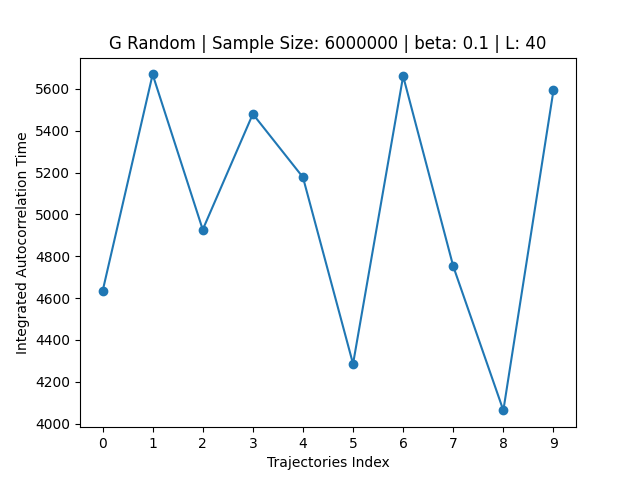 G Random | Sample Size: 6000000 | beta: 0.1 | L: 40
Integrated Autocorrelation Time
5600
5400
5200
5000
4800
4600
4400
4200
4000
0 1 2 3 4 5 6 7 8 9
Trajectories Index